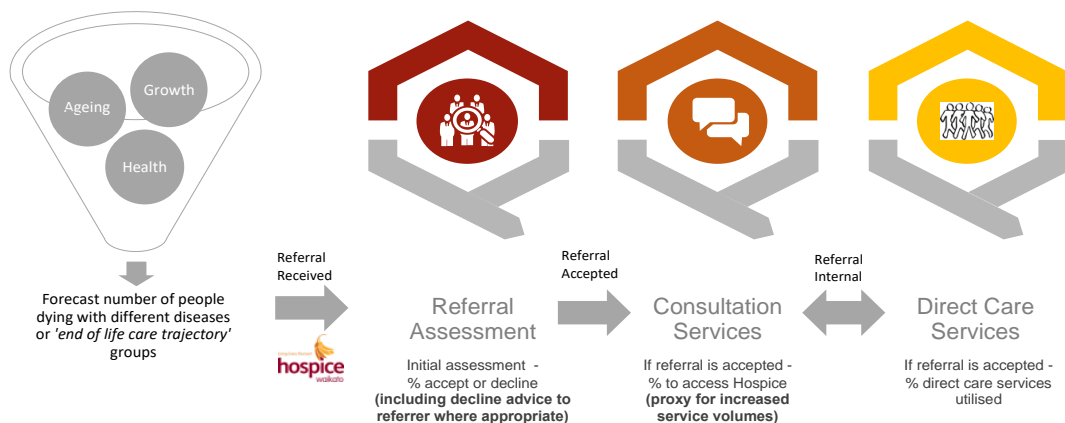 Ageing
Growth
Health
Forecast number of people
dying with different diseases
or 'end of life care trajectory'
groups
Referral
Received
hospice
waikato
Referral
Assessment
Initial assessment -
% accept or decline
(including decline advice to
referrer where appropriate)
Referral
Accepted
Consultation
Services
If referral is accepted -
% to access Hospice
(proxy for increased
service volumes)
Referral
Internal
Direct Care
Services
If referral is accepted -
% direct care services
utilised